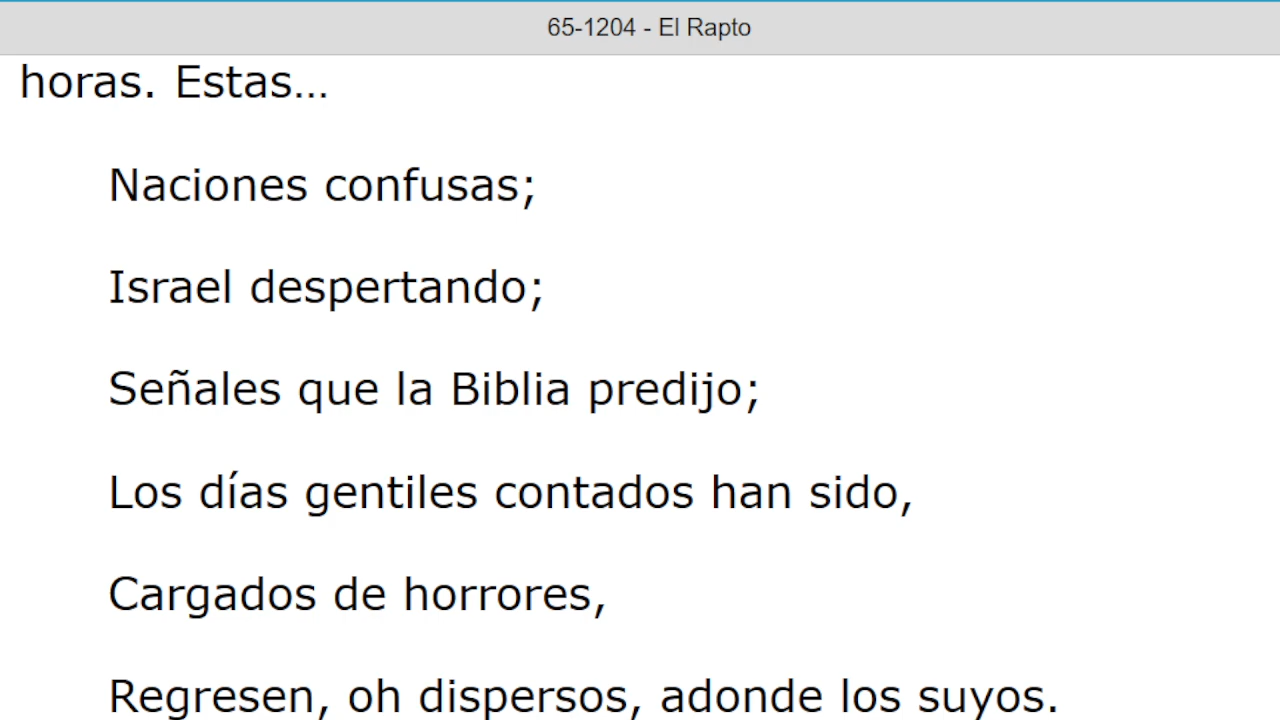 65-1204 - El Rapto
horas. Estas…
Naciones confusas;
Israel despertando;
Señales que la Biblia predijo;
Los días gentiles contados han sido,
Cargados de horrores,
Regresen, oh dispersos, adonde los suyos.